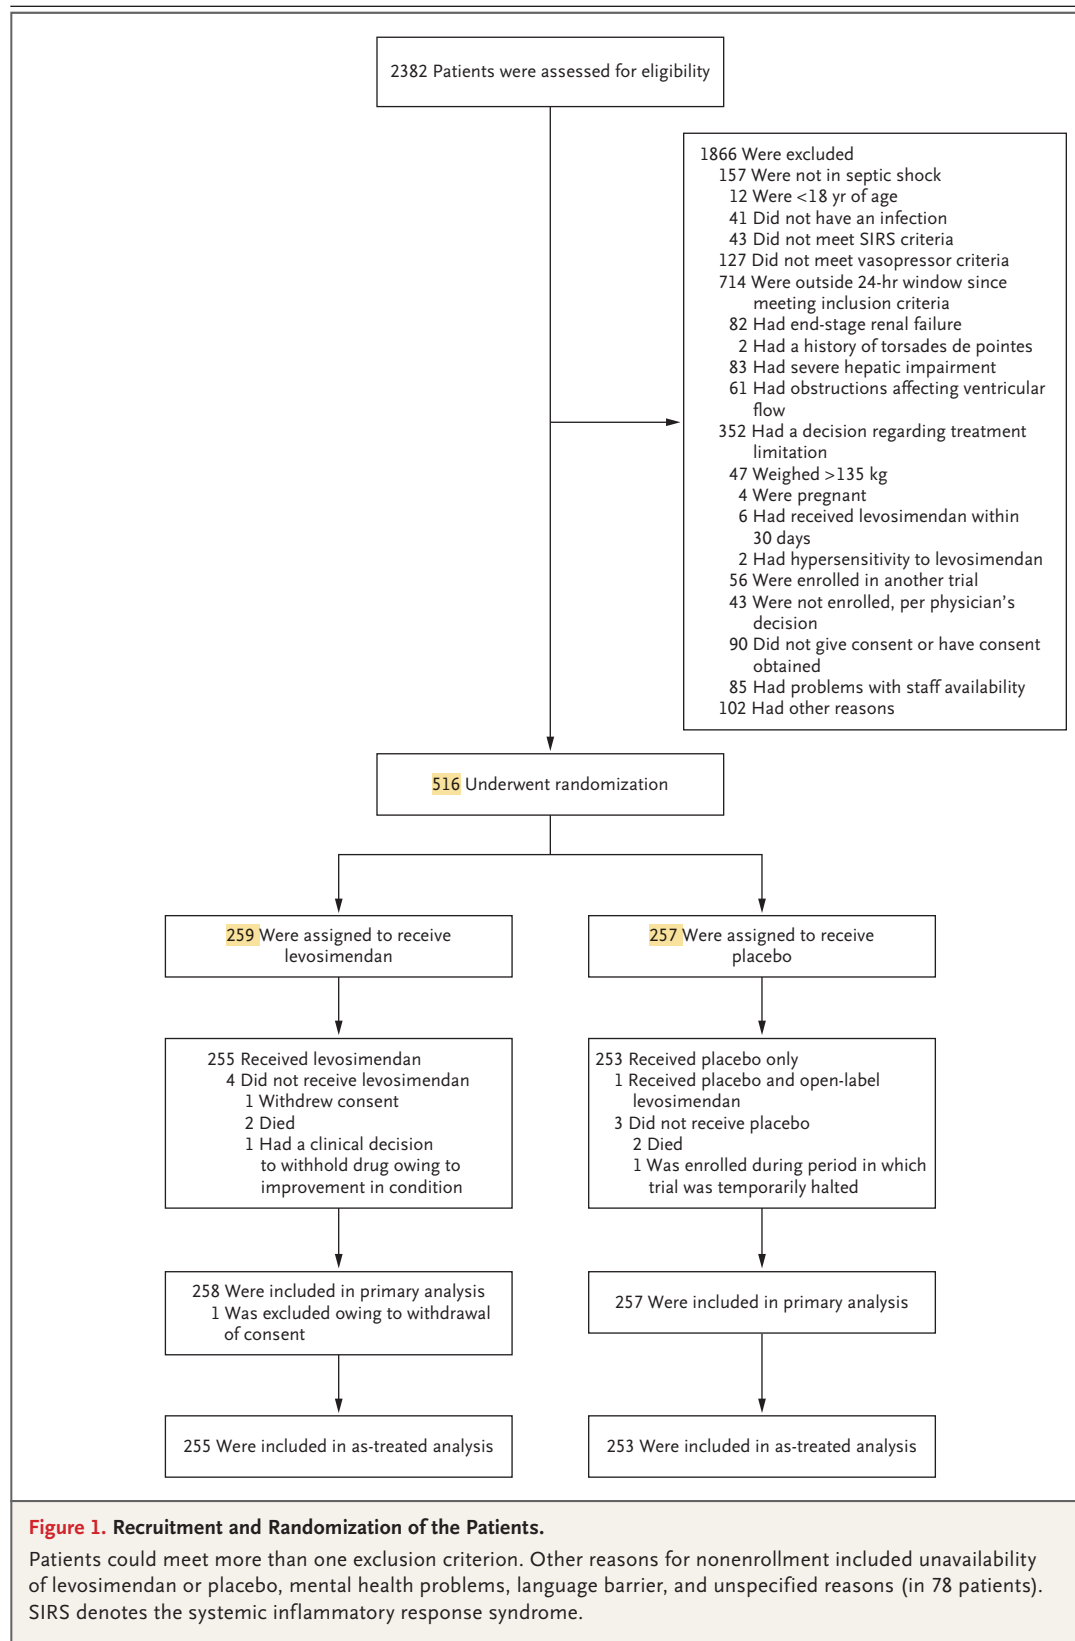 2382 Patients were assessed for eligibility
1866 Were excluded
157 Were not in septic shock
12 Were <18 yr of age
41 Did not have an infection
43 Did not meet SIRS criteria
127 Did not meet vasopressor criteria
714 Were outside 24-hr window since
meeting inclusion criteria
82 Had end-stage renal failure
2 Had a history of torsades de pointes
83 Had severe hepatic impairment
61 Had obstructions affecting ventricular
flow
352 Had a decision regarding treatment
limitation
47 Weighed >135 kg
4 Were pregnant
6 Had received levosimendan within
30 days
2 Had hypersensitivity to levosimendan
56 Were enrolled in another trial
43 Were not enrolled, per physician’s
decision
90 Did not give consent or have consent
obtained
85 Had problems with staff availability
102 Had other reasons
516 Underwent randomization
259 Were assigned to receive
levosimendan
257 Were assigned to receive
placebo
255 Received levosimendan
4 Did not receive levosimendan
1 Withdrew consent
2 Died
1 Had a clinical decision
to withhold drug owing to
improvement in condition
253 Received placebo only
1 Received placebo and open-label
levosimendan
3 Did not receive placebo
2 Died
1 Was enrolled during period in which
trial was temporarily halted
258 Were included in primary analysis
1 Was excluded owing to withdrawal
of consent
257 Were included in primary analysis
255 Were included in as-treated analysis
253 Were included in as-treated analysis
Figure 1. Recruitment and Randomization of the Patients.
Patients could meet more than one exclusion criterion. Other reasons for nonenrollment included unavailability
of levosimendan or placebo, mental health problems, language barrier, and unspecified reasons (in 78 patients).
SIRS denotes the systemic inflammatory response syndrome.